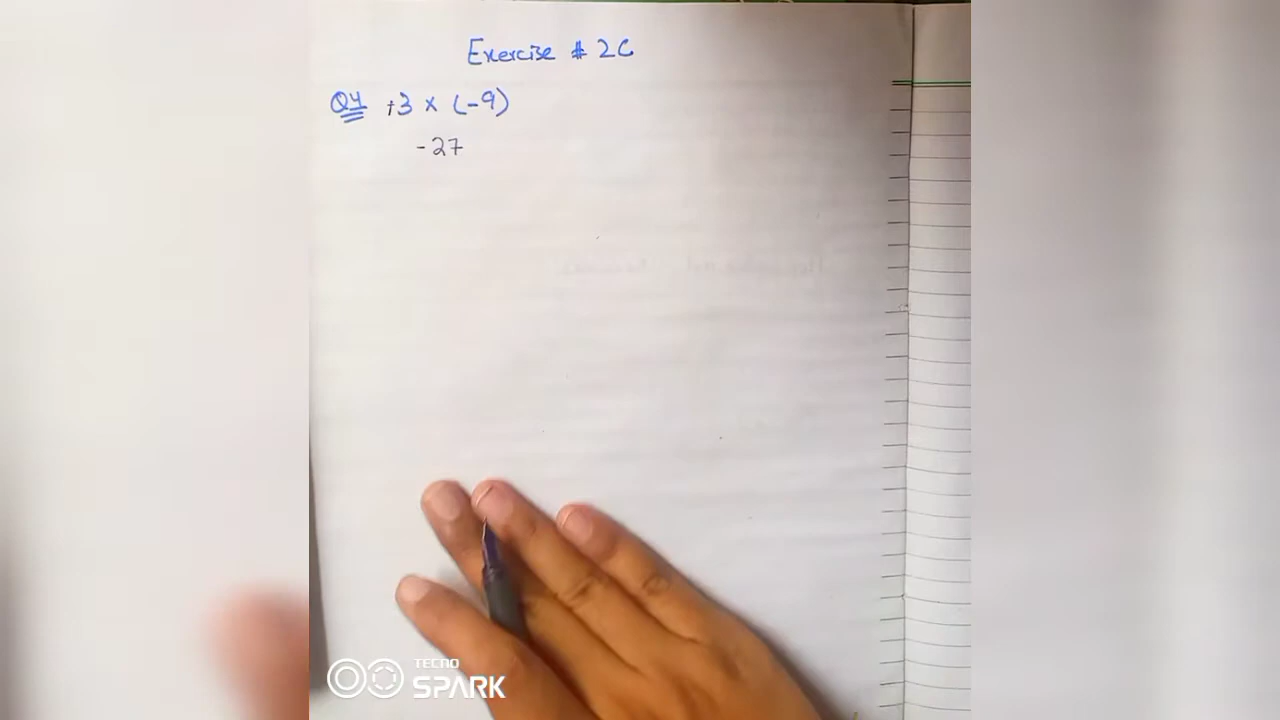 Exercise # 2C
Q4 +3 × (-9)
-27
TECNO
SPARK